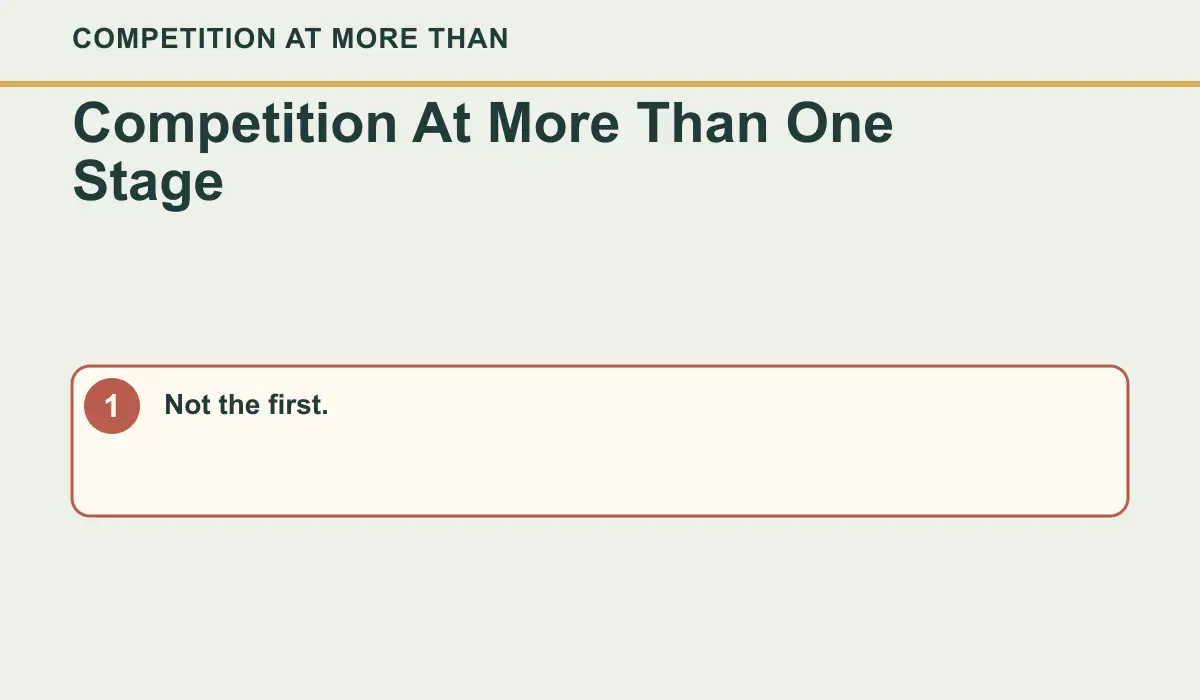 COMPETITION AT MORE THAN
Competition At More Than One
Stage
1
Not the first.